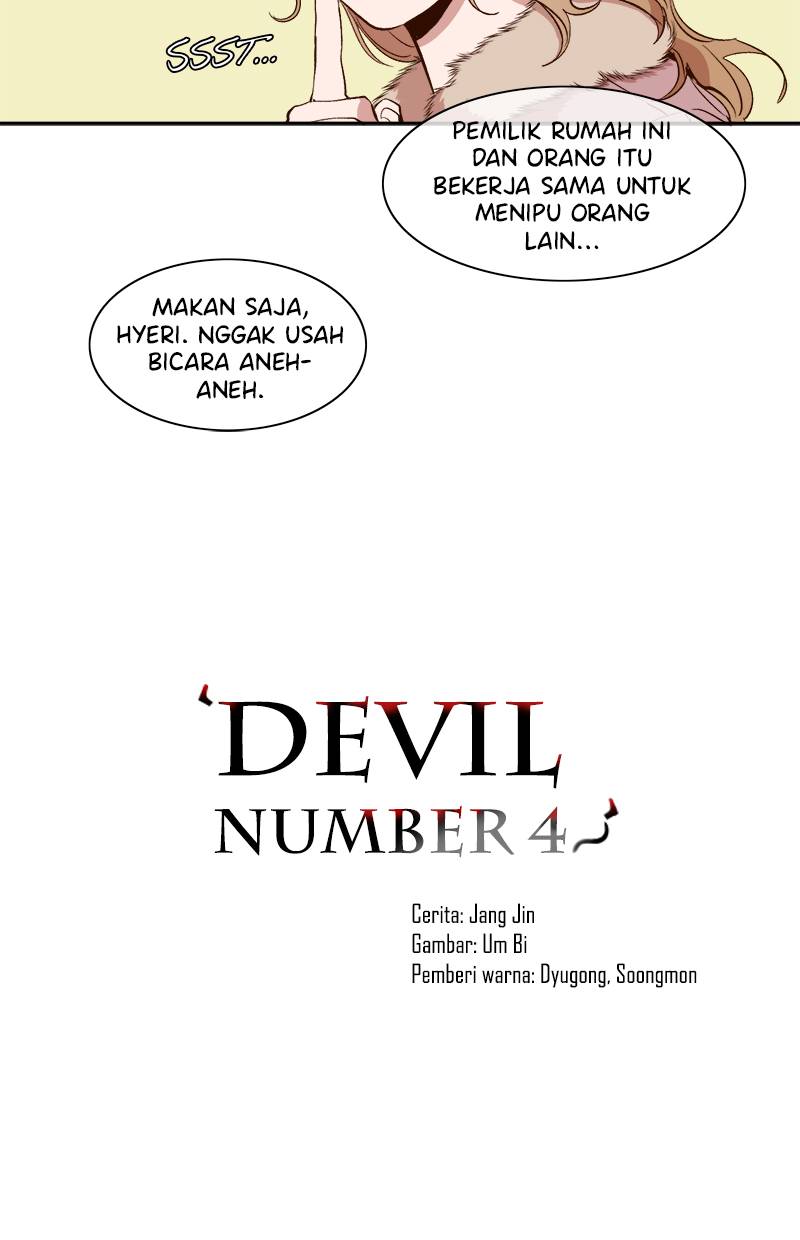 SSST...
PEMILIK RUMAH INI
DAN ORANG ITU
BEKERJA SAMA UNTUK
MENIPU ORANG
LAIN...
MAKAN SAJA,
HYERI. NGGAK USAH
BICARA ANEH-
ANEH.
DEVIL
NUMBER 4
Cerita: Jang Jin
Gambar: Um Bi
Pemberi warna: Dyugong, Soongmon